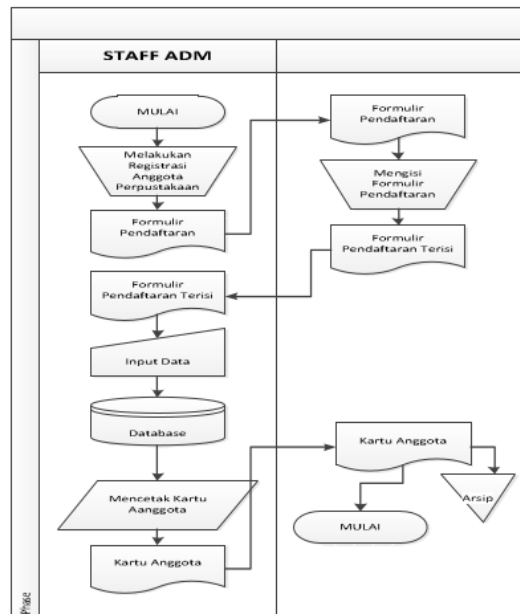 STAFF ADM
MULAI
Melakukan
Registrasi
Anggota
Perpustakaan
Formulir
Pendaftaran
Formulir
Pendaftaran Terisi
Input Data
Database
Mencetak Kartu
Aanggota
Kartu Anggota
Formulir
Pendaftaran
Mengisi
Formulir
Pendaftaran
Formulir
Pendaftaran Terisi
Kartu Anggota
Arsip
MULAI
Phase